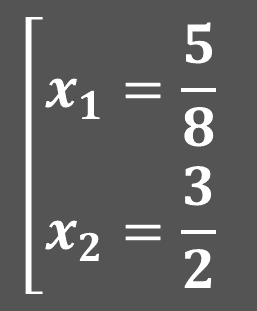 x₁ = 5/8
x₂ = 3/2